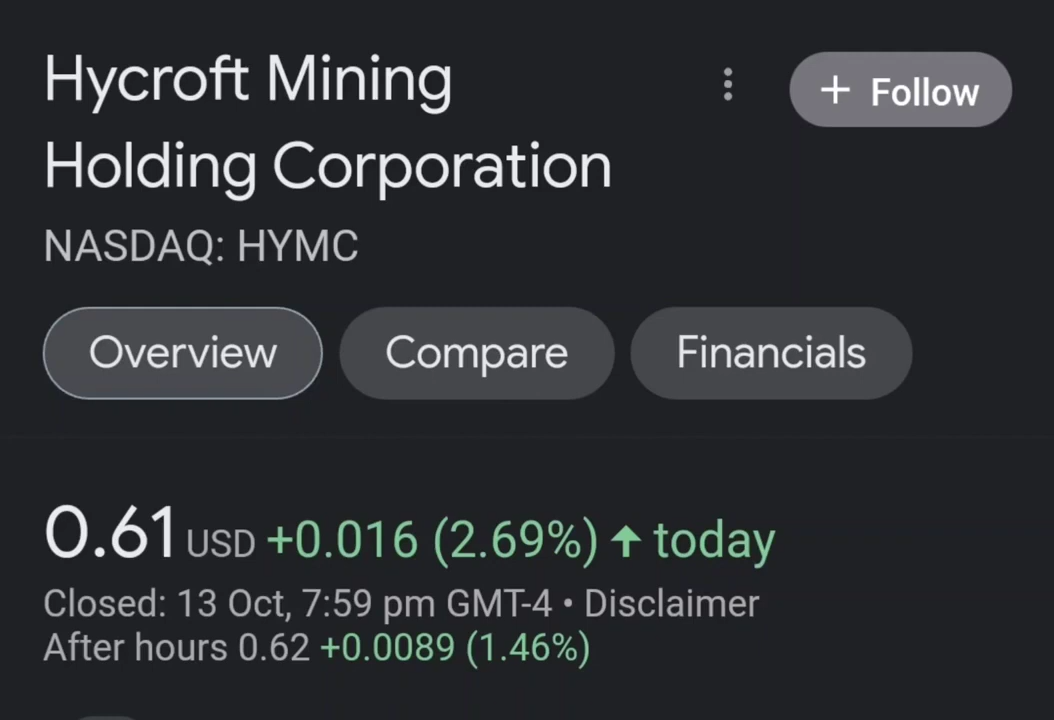 Hycroft Mining
Holding Corporation
+ Follow
NASDAQ: HYMC
Overview Compare Financials
0.61 USD +0.016 (2.69%) ↑ today
Closed: 13 Oct, 7:59 pm GMT-4 • Disclaimer
After hours 0.62 +0.0089 (1.46%)